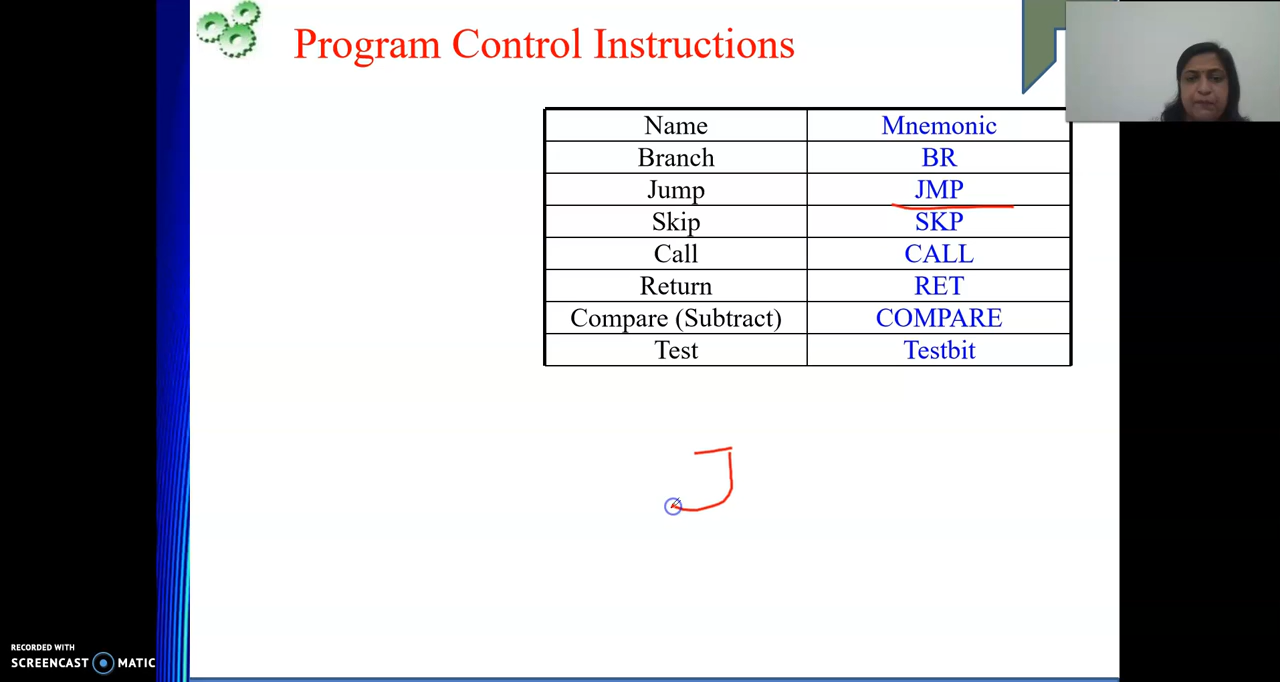 Program Control Instructions
Name Mnemonic
Branch BR
Jump JMP
Skip SKP
Call CALL
Return RET
Compare (Subtract) COMPARE
Test Testbit
J
RECORDED WITH
SCREENCAST MATIC